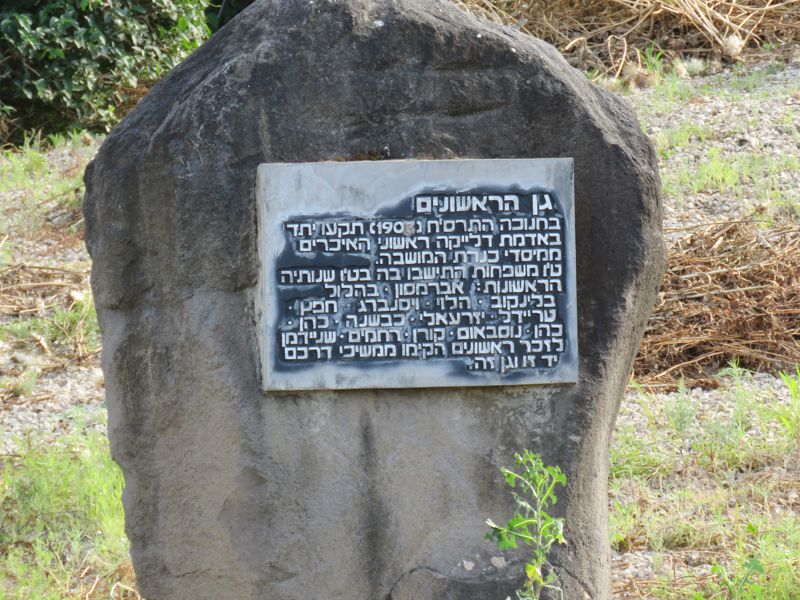 גן הראשונים
בחנוכה התרס״ח (1908) תקעו יתד
באדמת דלייקה ראשוני האיכרים
ממיסדי כנרת המושבה.
ט״ז משפחות התישבו בה בט״ו שנותיה
הראשונות: אברמסון · בהלול
בלינקוב · הלוי · ויסנברג · חפץ ·
טריידל · יזרעאלי · כבשנה · כהן ·
כהן · נוסבאום · קורן · רחמים · שניידמן
לזכר ראשונים הקימו ממשיכי דרכם
יד זו וגן זה.